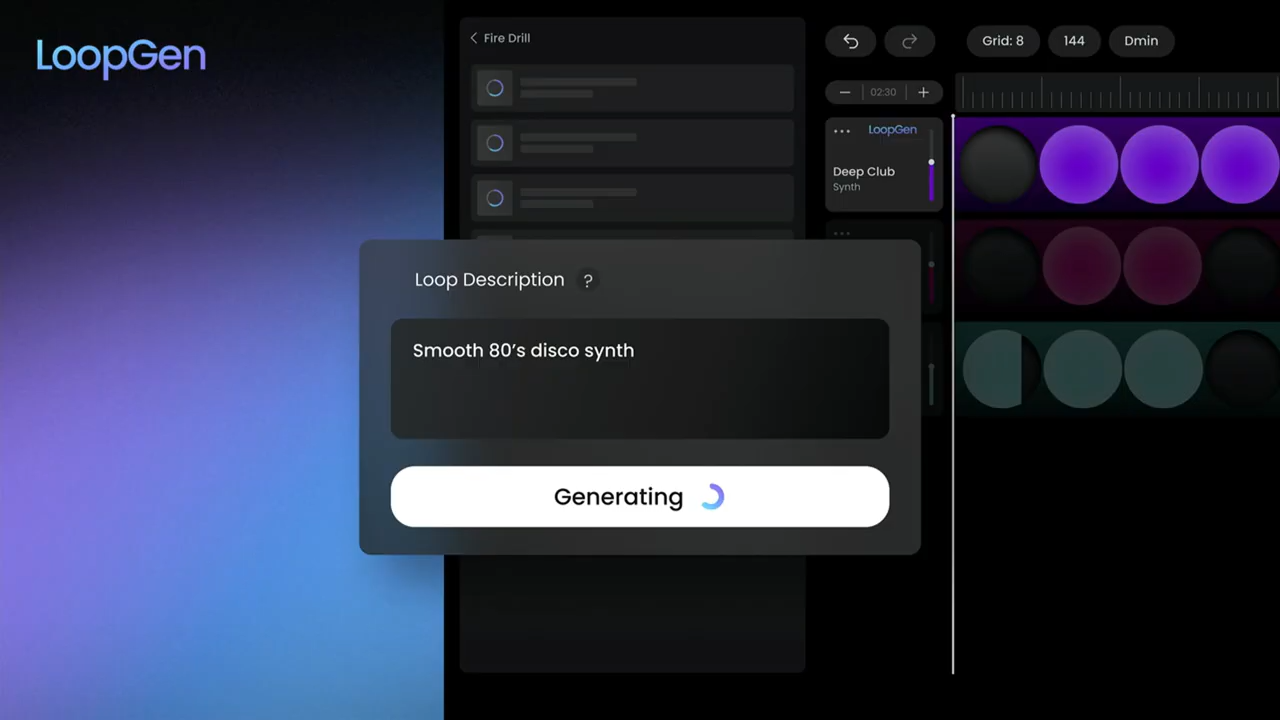 LoopGen
Fire Drill
Grid: 8
144
Dmin
02:30
LoopGen
Deep Club
Synth
Loop Description ?
Smooth 80’s disco synth
Generating